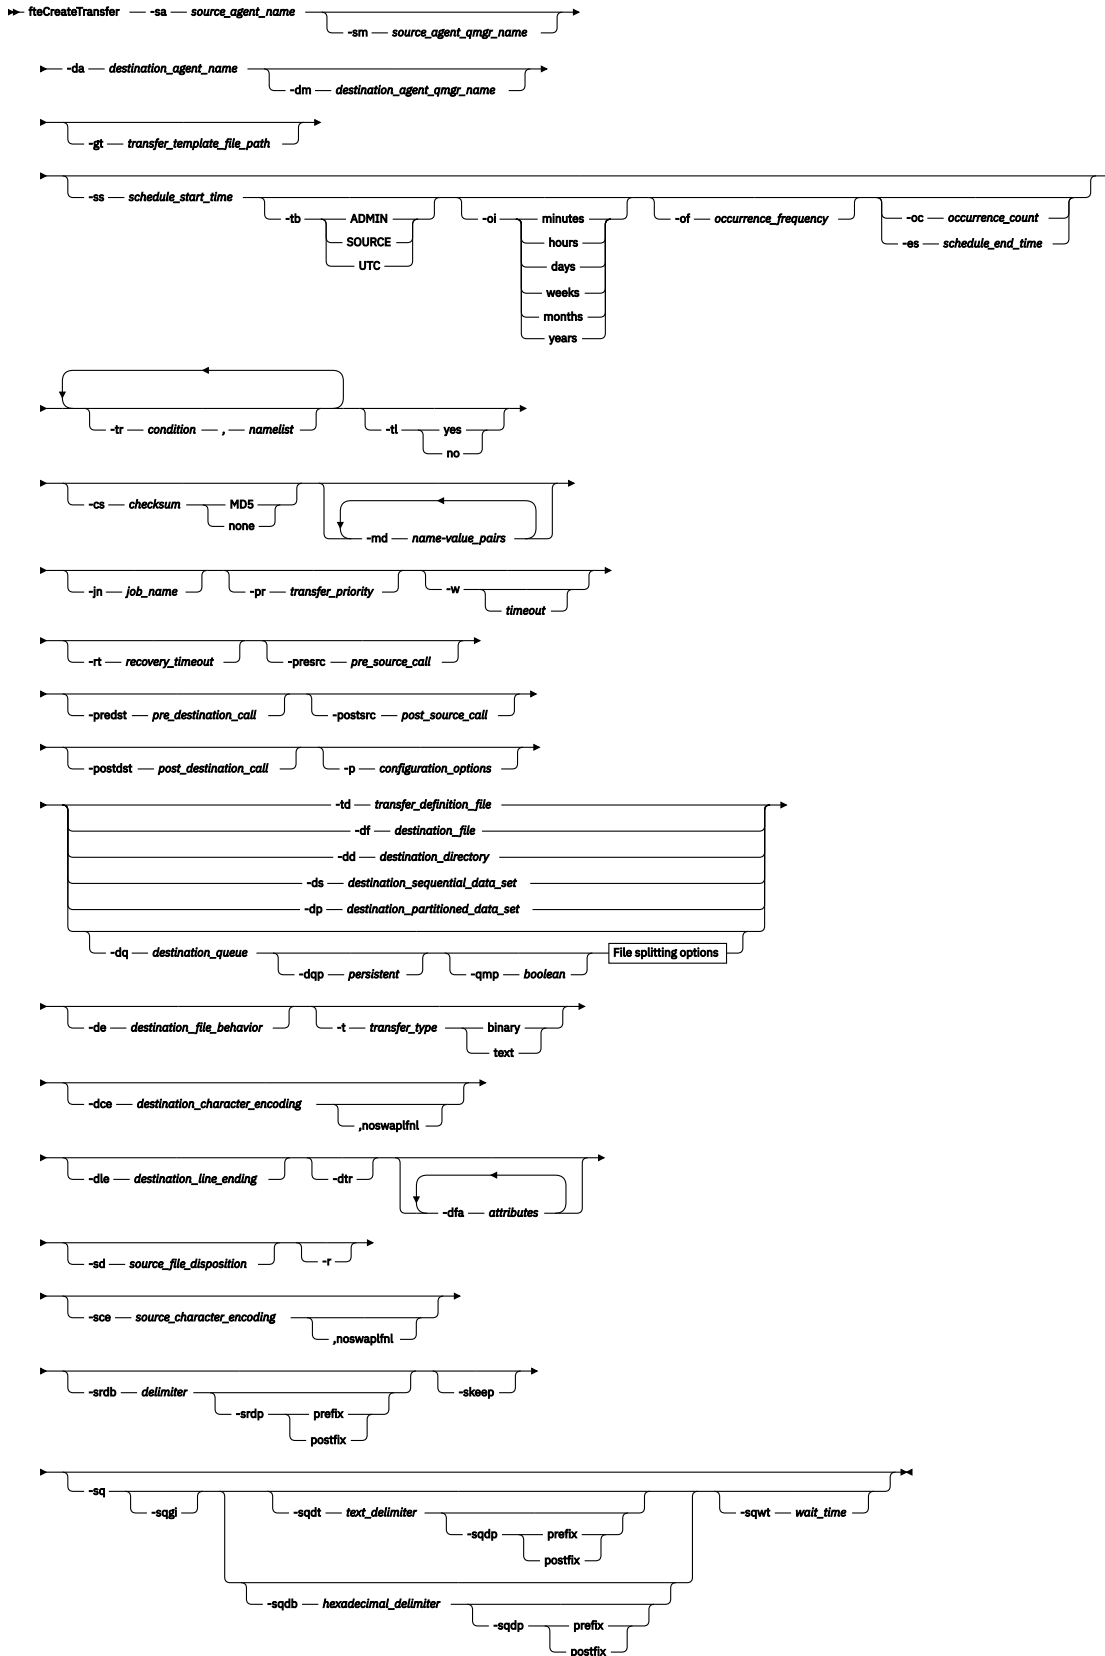 fteCreateTransfer -sa source_agent_name
-sm source_agent_qmgr_name
-da destination_agent_name
-dm destination_agent_qmgr_name
-gt transfer_template_file_path
-ss schedule_start_time
-tb ADMIN -oi minutes -of occurrence_frequency -oc occurrence_count
SOURCE hours -es schedule_end_time
UTC days
weeks
months
years
-tr condition , namelist -tl yes
no
-cs checksum MD5
none
-md name-value_pairs
-jn job_name -pr transfer_priority -w
timeout
-rt recovery_timeout -presrc pre_source_call
-predst pre_destination_call -postsrc post_source_call
-postdst post_destination_call -p configuration_options
-td transfer_definition_file
-df destination_file
-dd destination_directory
-ds destination_sequential_data_set
-dp destination_partitioned_data_set
-dq destination_queue File splitting options
-dqp persistent -qmp boolean
-de destination_file_behavior -t transfer_type binary
text
-dce destination_character_encoding
,noswaplfnl
-dle destination_line_ending -dtr
-dfa attributes
-sd source_file_disposition -r
-sce source_character_encoding
,noswaplfnl
-srdb delimiter -skeep
-srdp prefix
postfix
-sq
-sqgi -sqdt text_delimiter -sqwt wait_time
-sqdp prefix
postfix
-sqdb hexadecimal_delimiter
-sqdp prefix
postfix